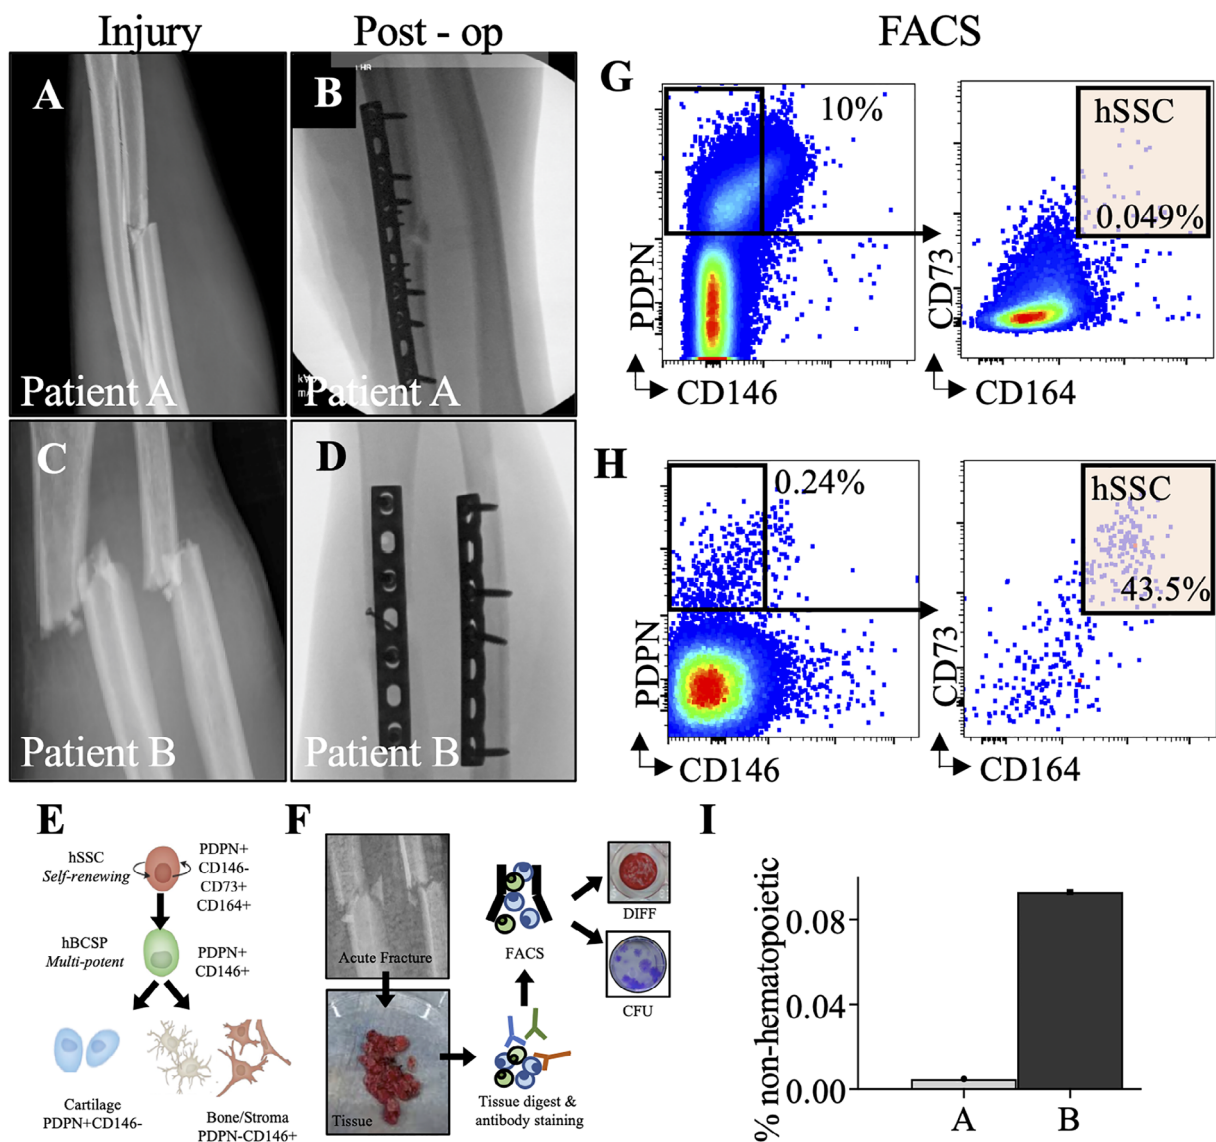 Injury
Post - op
FACS
A
Patient A
B
Patient A
C
Patient B
D
Patient B
G
10%
PDPN
CD146
hSSC
0.049%
CD73
CD164
H
0.24%
PDPN
CD146
hSSC
43.5%
CD73
CD164
E
hSSC
Self-renewing
PDPN+
CD146-
CD73+
CD164+
hBCSP
Multi-potent
PDPN+
CD146+
Cartilage
PDPN+CD146-
Bone/Stroma
PDPN-CD146+
F
Acute Fracture
Tissue
Tissue digest &
antibody staining
FACS
DIFF
CFU
I
% non-hematopoietic
0.08
0.04
0.00
A
B